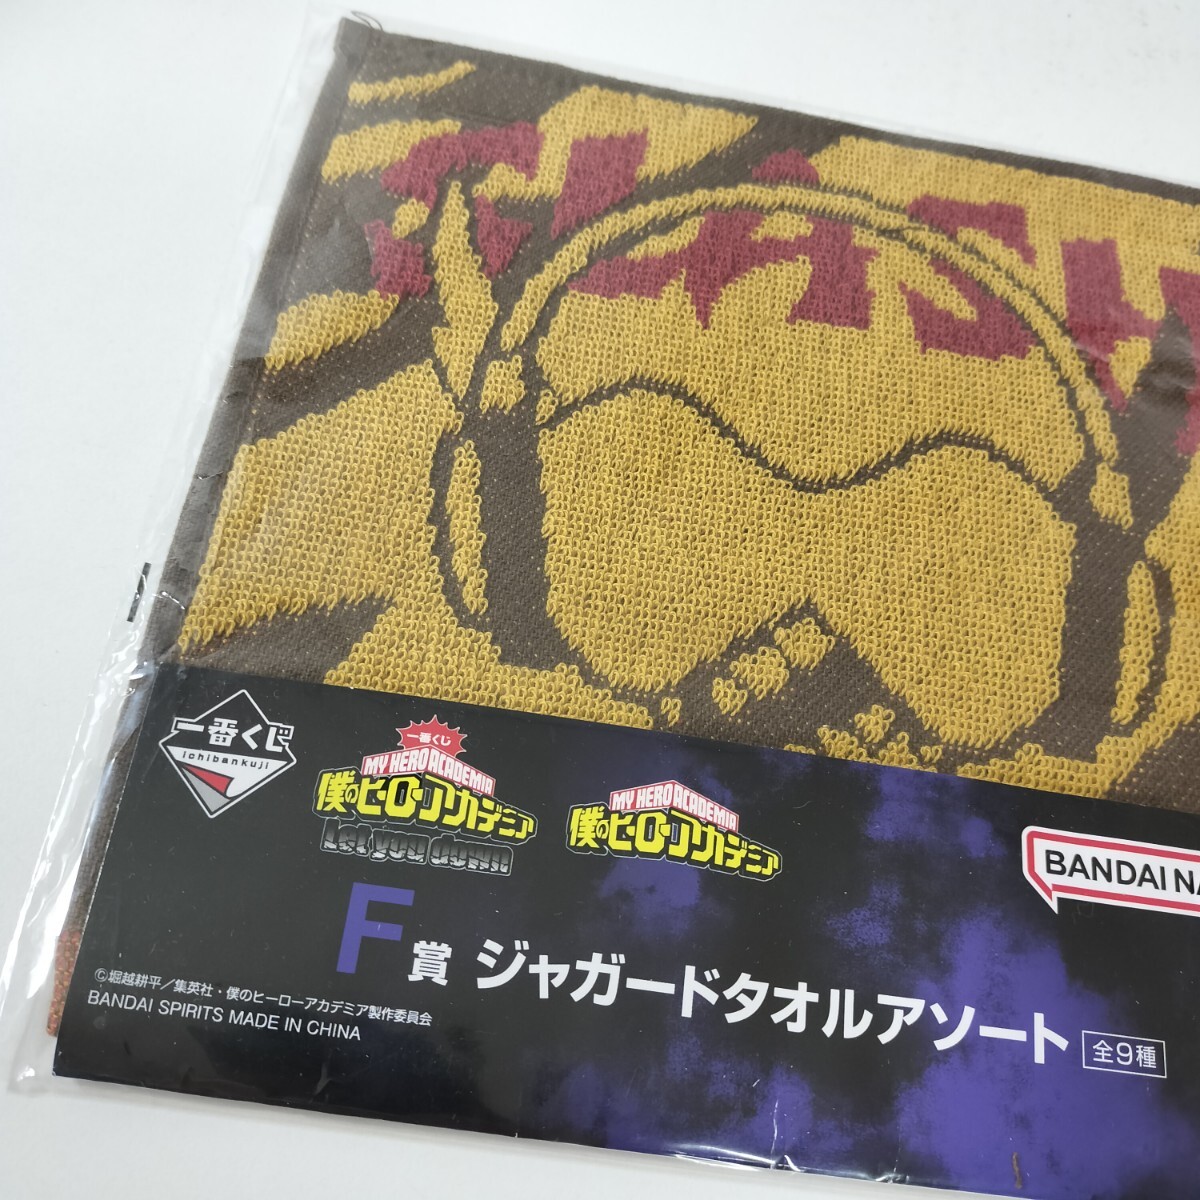 SMASH
一番くじ
ichibankuji
一番くじ
MY HERO ACADEMIA
僕のヒーローアカデミア
Let you down
MY HERO ACADEMIA
僕のヒーローアカデミア
BANDAI NA
F賞 ジャガードタオルアソート 全9種
©堀越耕平/集英社・僕のヒーローアカデミア製作委員会
BANDAI SPIRITS MADE IN CHINA